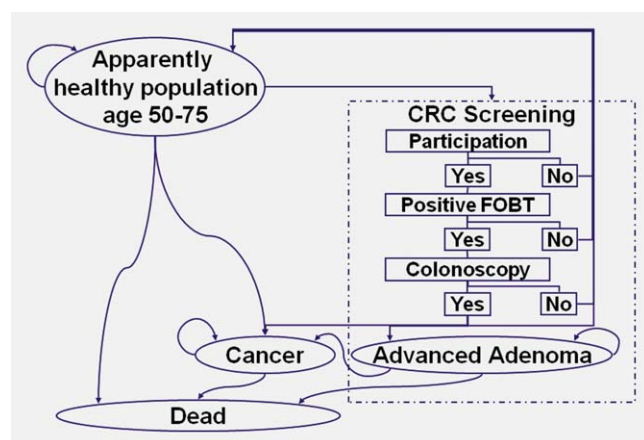 Apparently
healthy population
age 50-75
CRC Screening
Participation
Yes No
Positive FOBT
Yes No
Colonoscopy
Yes No
Cancer
Advanced Adenoma
Dead